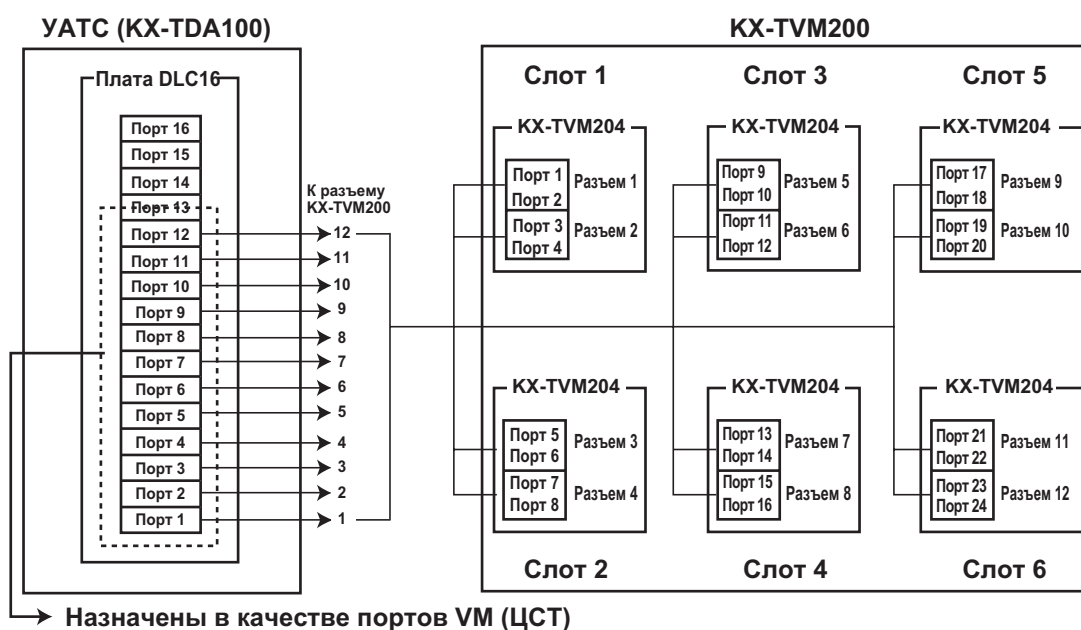 УАТС (KX-TDA100)
Плата DLC16
Порт 16
Порт 15
Порт 14
Порт 13
Порт 12
Порт 11
Порт 10
Порт 9
Порт 8
Порт 7
Порт 6
Порт 5
Порт 4
Порт 3
Порт 2
Порт 1
К разъему
KX-TVM200
12
11
10
9
8
7
6
5
4
3
2
1
KX-TVM200
Слот 1
KX-TVM204
Порт 1
Порт 2
Разъем 1
Порт 3
Порт 4
Разъем 2
Слот 3
KX-TVM204
Порт 9
Порт 10
Разъем 5
Порт 11
Порт 12
Разъем 6
Слот 5
KX-TVM204
Порт 17
Порт 18
Разъем 9
Порт 19
Порт 20
Разъем 10
KX-TVM204
Порт 5
Порт 6
Разъем 3
Порт 7
Порт 8
Разъем 4
Слот 2
KX-TVM204
Порт 13
Порт 14
Разъем 7
Порт 15
Порт 16
Разъем 8
Слот 4
KX-TVM204
Порт 21
Порт 22
Разъем 11
Порт 23
Порт 24
Разъем 12
Слот 6
Назначены в качестве портов VM (ЦСТ)